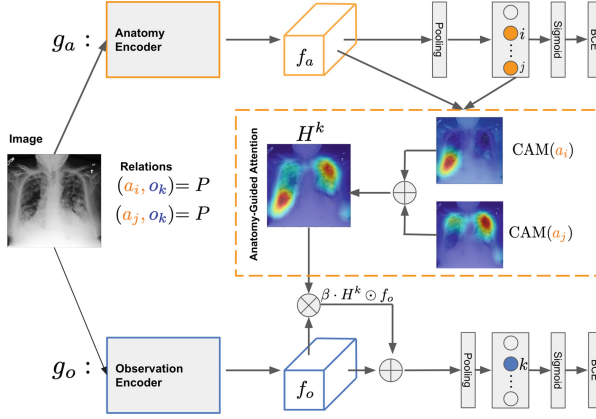 g_a :
Anatomy
Encoder
f_a
Pooling
i
j
Sigmoid
BCE
Image
Relations
(a_i, o_k)= P
(a_j, o_k)= P
Anatomy-Guided Attention
H^k
CAM(a_i)
CAM(a_j)
β · H^k ⊙ f_o
g_o :
Observation
Encoder
f_o
Pooling
k
Sigmoid
BCE